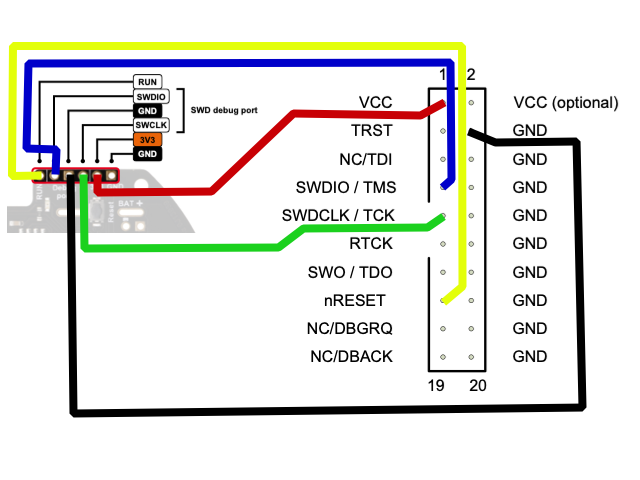 1 2
RUN
SWDIO
GND
SWCLK
3V3
GND
SWD debug port
VCC VCC (optional)
TRST GND
NC/TDI GND
SWDIO / TMS GND
SWDCLK / TCK GND
RTCK GND
SWO / TDO GND
nRESET GND
NC/DBGRQ GND
NC/DBACK GND
19 20
BAT+
Reset